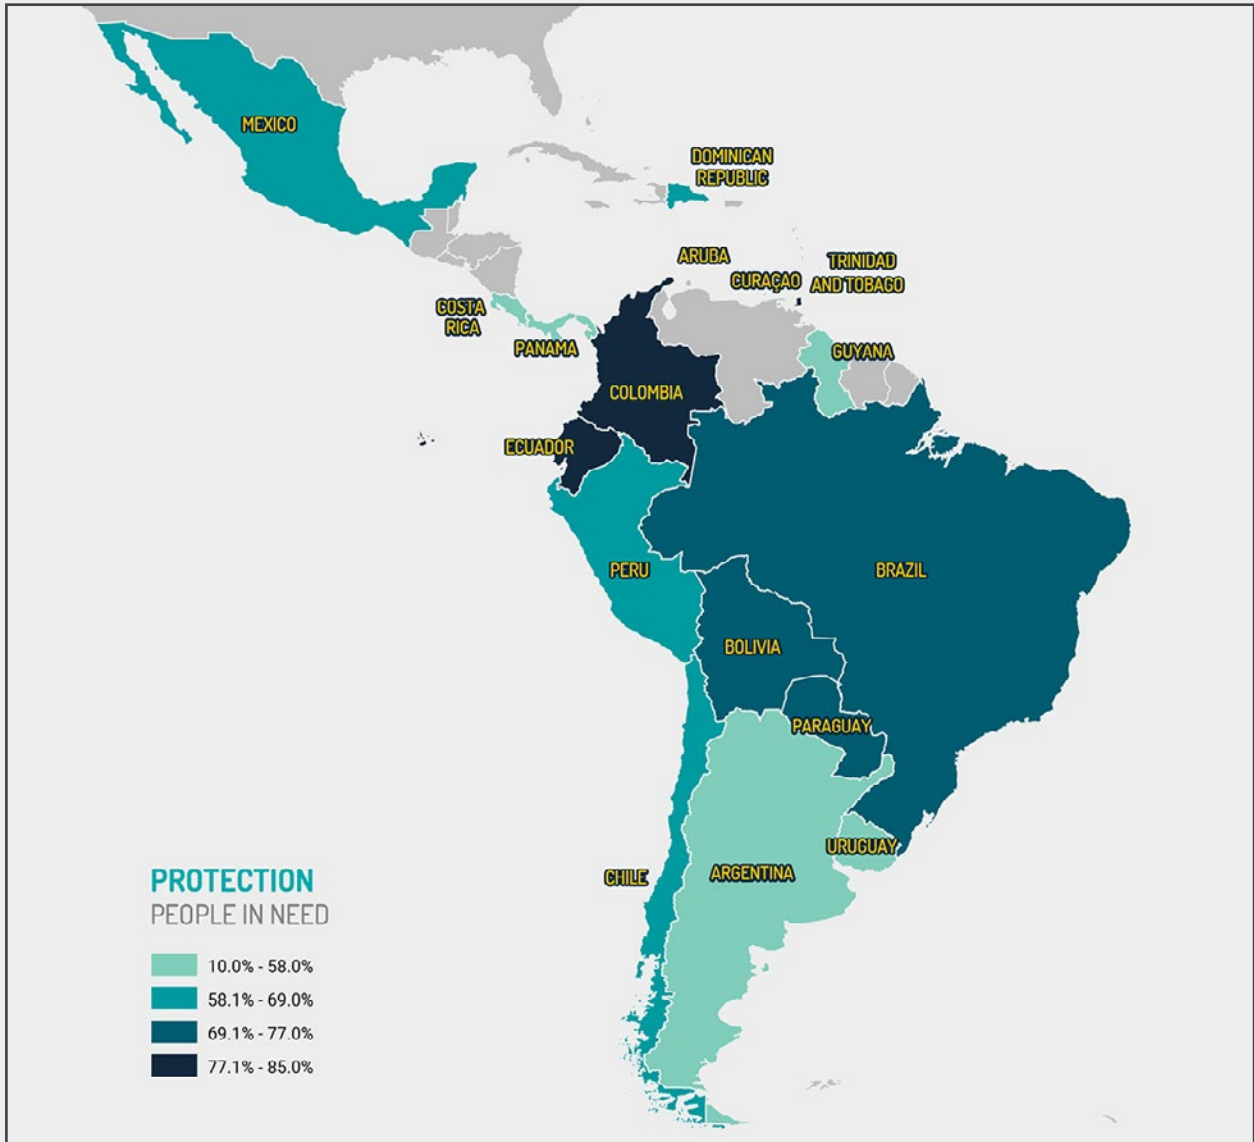 MEXICO
DOMINICAN
REPUBLIC
ARUBA
CURAÇAO
TRINIDAD
AND TOBAGO
COSTA
RICA
PANAMA
GUYANA
COLOMBIA
ECUADOR
PERU
BRAZIL
BOLIVIA
PARAGUAY
URUGUAY
CHILE
ARGENTINA
PROTECTION
PEOPLE IN NEED
10.0% - 58.0%
58.1% - 69.0%
69.1% - 77.0%
77.1% - 85.0%